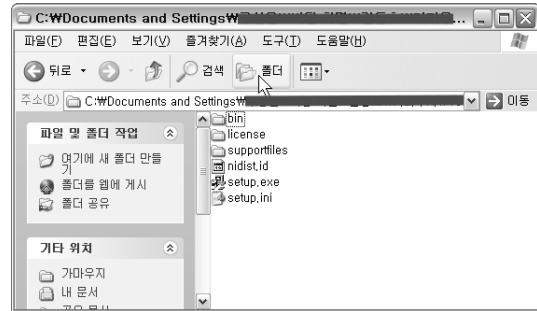 C:₩Documents and Settings₩ ...
파일(F) 편집(E) 보기(V) 즐겨찾기(A) 도구(T) 도움말(H)
뒤로 검색 폴더
주소(D) C:₩Documents and Settings₩ 이동
파일 및 폴더 작업
여기에 새 폴더 만들
기
폴더를 웹에 게시
폴더 공유
기타 위치
가마우지
내 문서
bin
license
supportfiles
nidist.id
setup.exe
setup.ini